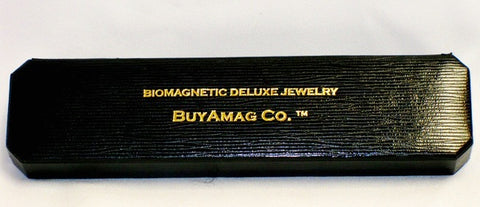 BIOMAGNETIC DELUXE JEWELRY
BUYAMAG CO. ™